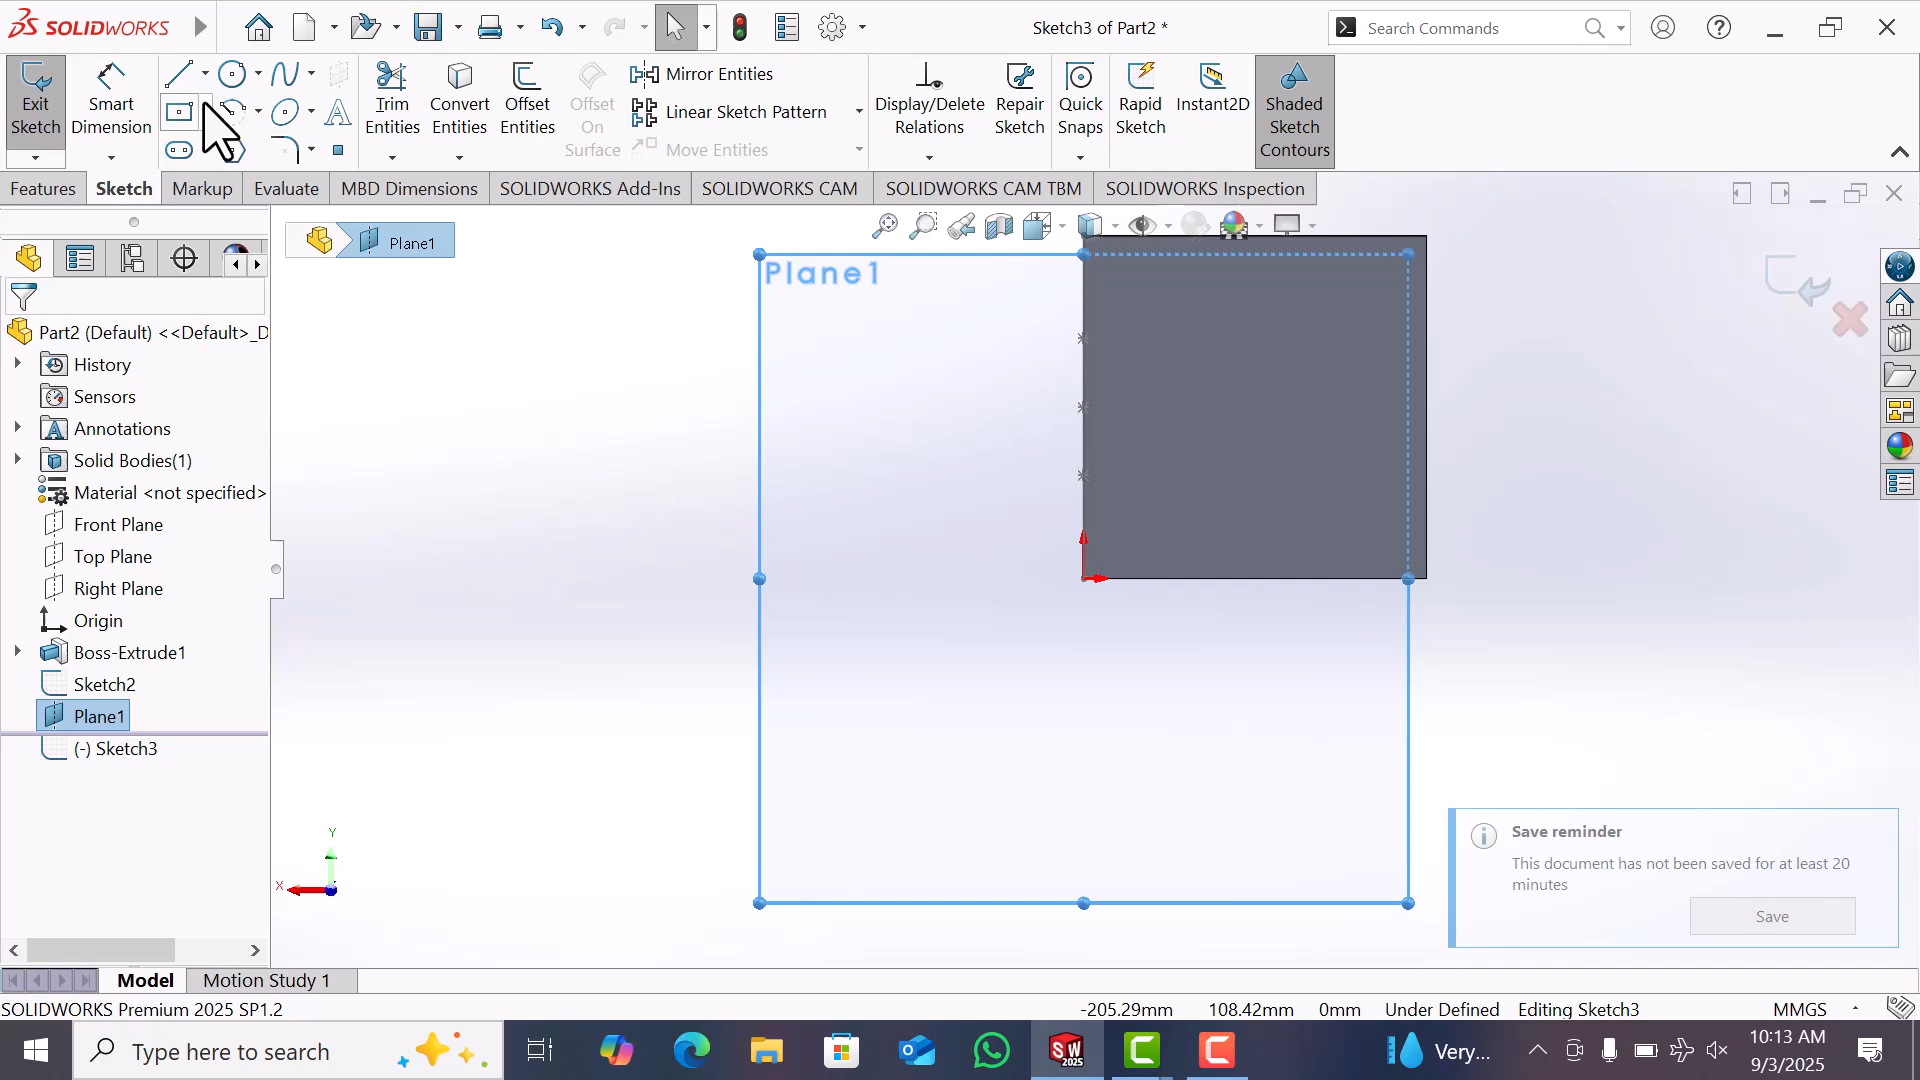 SOLIDWORKS
Sketch3 of Part2 *
Search Commands
Exit Sketch
Smart Dimension
Trim Entities
Convert Entities
Offset Entities
Offset On Surface
Mirror Entities
Linear Sketch Pattern
Move Entities
Display/Delete Relations
Repair Sketch
Quick Snaps
Rapid Sketch
Instant2D
Shaded Sketch Contours
Features
Sketch
Markup
Evaluate
MBD Dimensions
SOLIDWORKS Add-Ins
SOLIDWORKS CAM
SOLIDWORKS CAM TBM
SOLIDWORKS Inspection
Plane1
Plane1
Part2 (Default) <<Default>_D
History
Sensors
Annotations
Solid Bodies(1)
Material <not specified>
Front Plane
Top Plane
Right Plane
Origin
Boss-Extrude1
Sketch2
Plane1
(-) Sketch3
Y
X
Save reminder
This document has not been saved for at least 20
minutes
Save
Model
Motion Study 1
SOLIDWORKS Premium 2025 SP1.2
-205.29mm
108.42mm
0mm
Under Defined
Editing Sketch3
MMGS
Type here to search
SW
2025
Very...
10:13 AM
9/3/2025